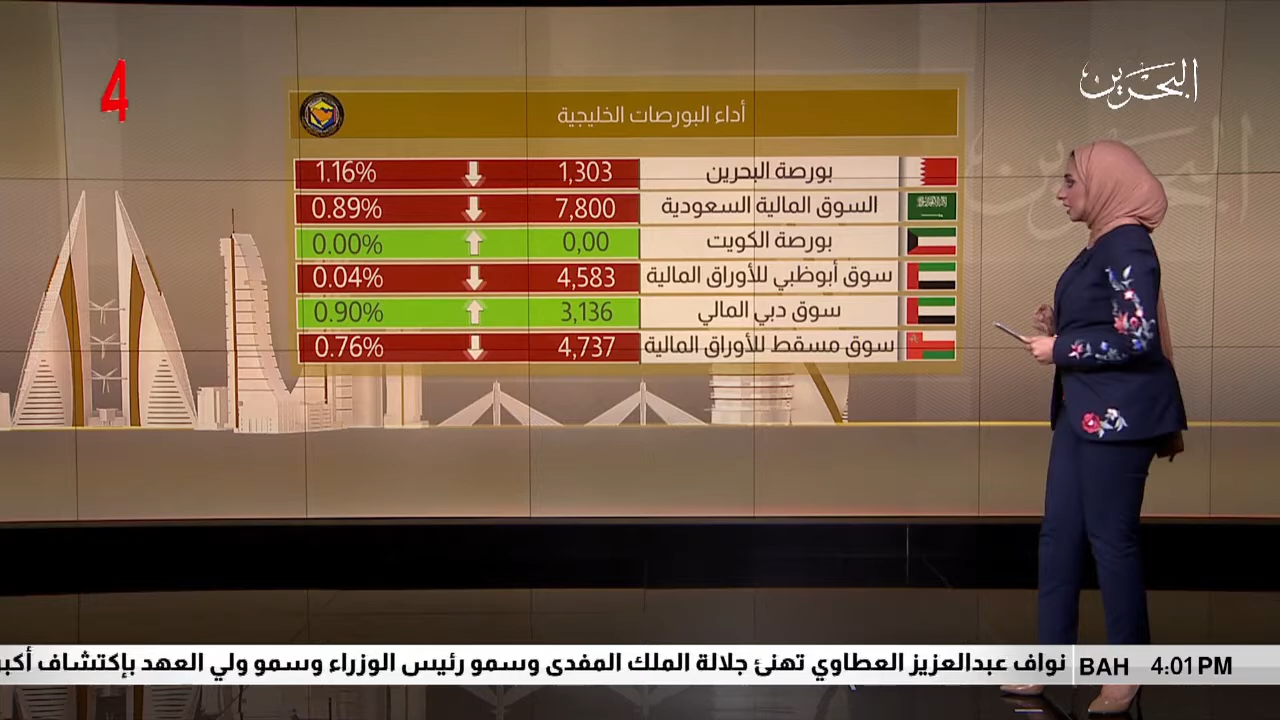 4
البحرين
أداء البورصات الخليجية
بورصة البحرين 1,303 1.16%
السوق المالية السعودية 7,800 0.89%
بورصة الكويت 0,00 0.00%
سوق أبوظبي للأوراق المالية 4,583 0.04%
سوق دبي المالي 3,136 0.90%
سوق مسقط للأوراق المالية 4,737 0.76%
نواف عبدالعزيز العطاوي تهنئ جلالة الملك المفدى وسمو رئيس الوزراء وسمو ولي العهد بإكتشاف
BAH 4:01 PM